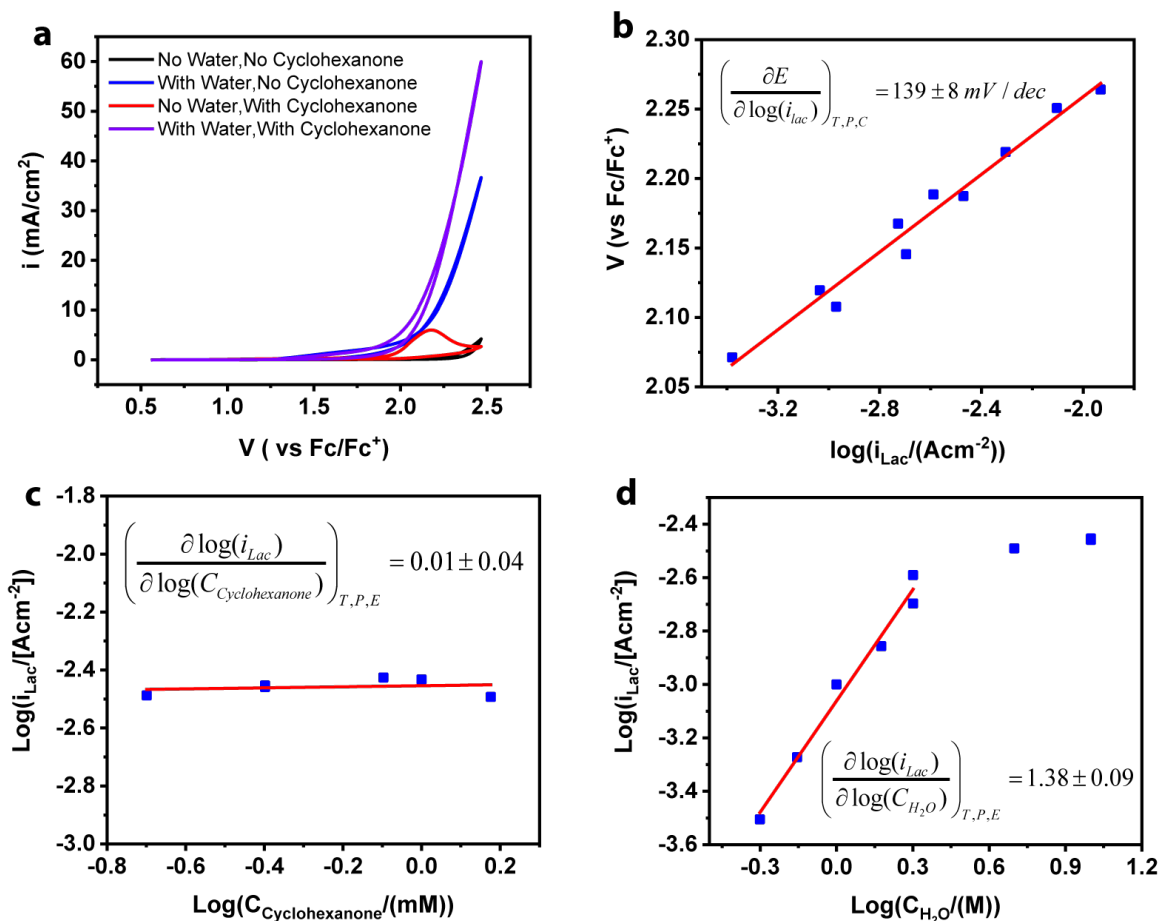 a
No Water,No Cyclohexanone
With Water,No Cyclohexanone
No Water,With Cyclohexanone
With Water,With Cyclohexanone
60
50
40
30
20
10
0
i (mA/cm²)
0.5 1.0 1.5 2.0 2.5
V ( vs Fc/Fc⁺)
b
(∂E / ∂log(i_lac))_T,P,C = 139 ± 8 mV / dec
2.30
2.25
2.20
2.15
2.10
2.05
V (vs Fc/Fc⁺)
-3.2 -2.8 -2.4 -2.0
log(i_Lac/(Acm⁻²))
c
(∂log(i_Lac) / ∂log(C_Cyclohexanone))_T,P,E = 0.01 ± 0.04
-1.8
-2.0
-2.2
-2.4
-2.6
-2.8
-3.0
Log(i_Lac/[Acm⁻²])
-0.8 -0.6 -0.4 -0.2 0.0 0.2
Log(C_Cyclohexanone/(mM))
d
-2.4
-2.6
-2.8
-3.0
-3.2
-3.4
-3.6
Log(i_Lac/[Acm⁻²])
(∂log(i_Lac) / ∂log(C_H₂O))_T,P,E = 1.38 ± 0.09
-0.3 0.0 0.3 0.6 0.9 1.2
Log(C_H₂O/(M))